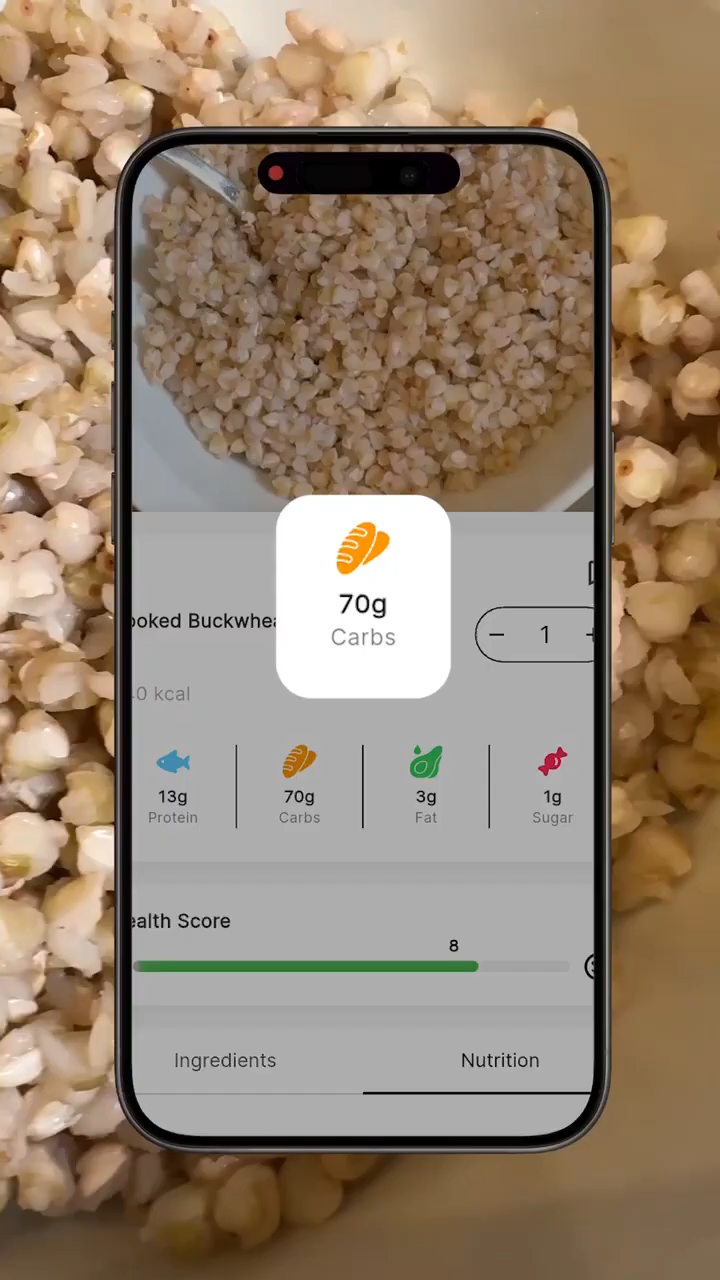 70g
Carbs
ooked Buckwhea
1
0 kcal
13g
Protein
70g
Carbs
3g
Fat
1g
Sugar
ealth Score
8
Ingredients
Nutrition